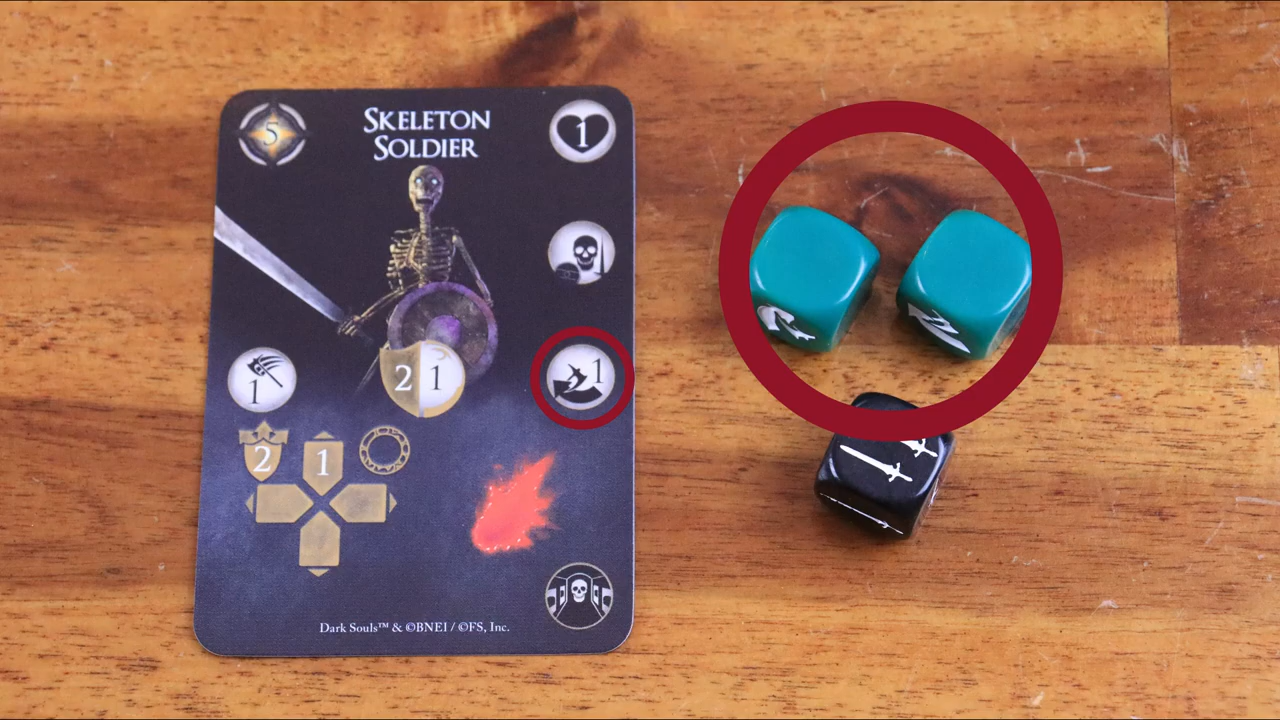 5
SKELETON
SOLDIER
1
1
2 1
1
2
1
Dark Souls™ & ©BNEI / ©FS, Inc.